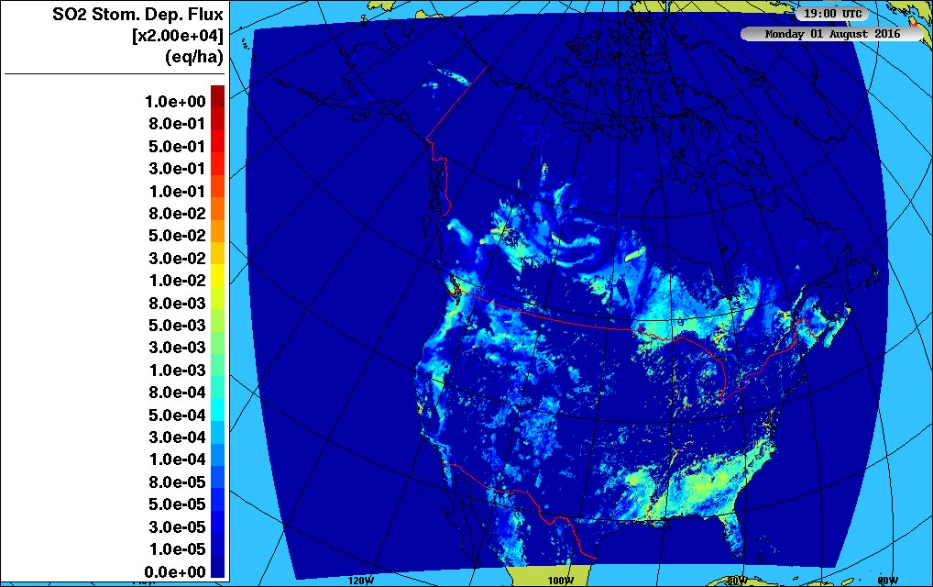 SO2 Stom. Dep. Flux
[x2.00e+04]
(eq/ha)
1.0e+00
8.0e-01
5.0e-01
3.0e-01
1.0e-01
8.0e-02
5.0e-02
3.0e-02
1.0e-02
8.0e-03
5.0e-03
3.0e-03
1.0e-03
8.0e-04
5.0e-04
3.0e-04
1.0e-04
8.0e-05
5.0e-05
3.0e-05
1.0e-05
0.0e+00
19:00 UTC
Monday 01 August 2016
120W
100W
80W
60W